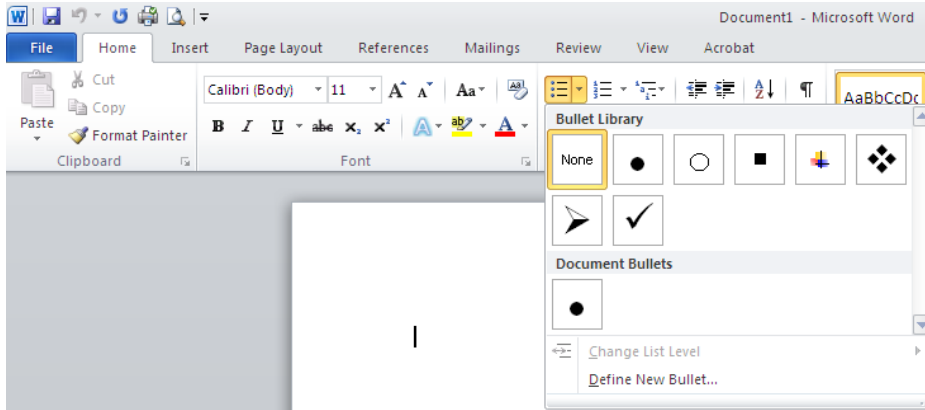 Document1 - Microsoft Word
File Home Insert Page Layout References Mailings Review View Acrobat
Cut
Copy
Paste
Format Painter
Calibri (Body) 11 A A Aa
B I U abc x₂ x² A ab A
AaBbCcDc
Clipboard
Font
Bullet Library
None
Document Bullets
Change List Level
Define New Bullet...